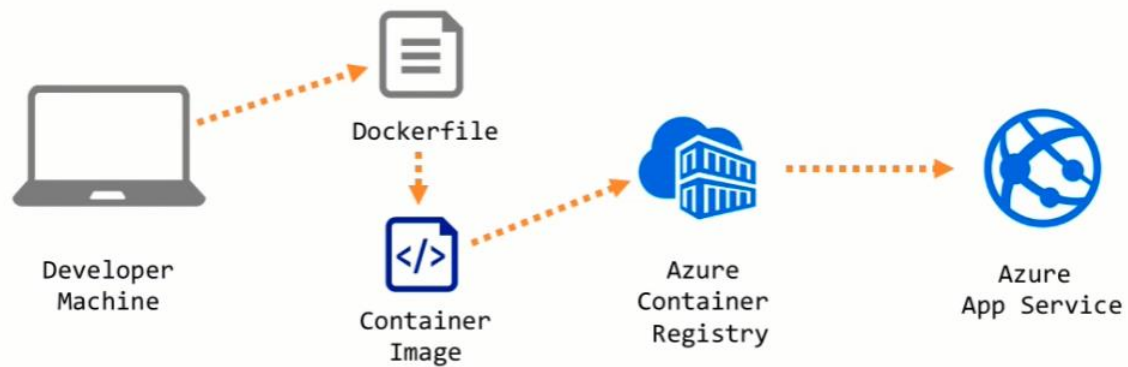 Developer
Machine
Dockerfile
</>
Container
Image
Azure
Container
Registry
Azure
App Service